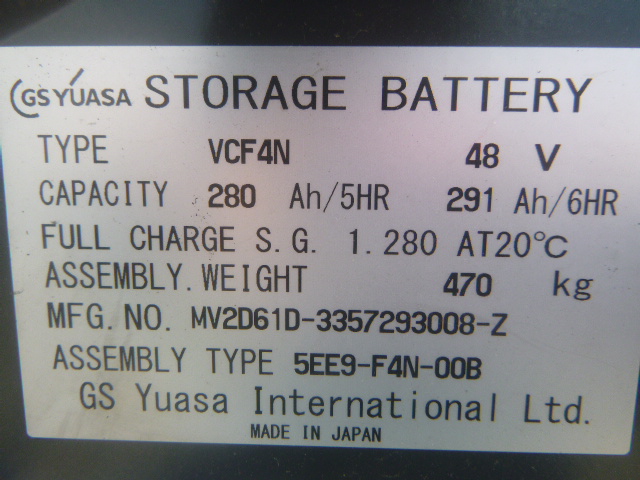 GS YUASA STORAGE BATTERY
TYPE VCF4N 48 V
CAPACITY 280 Ah/5HR 291 Ah/6HR
FULL CHARGE S.G. 1.280 AT20℃
ASSEMBLY.WEIGHT 470 kg
MFG.NO. MV2D61D-3357293008-Z
ASSEMBLY TYPE 5EE9-F4N-00B
GS Yuasa International Ltd.
MADE IN JAPAN